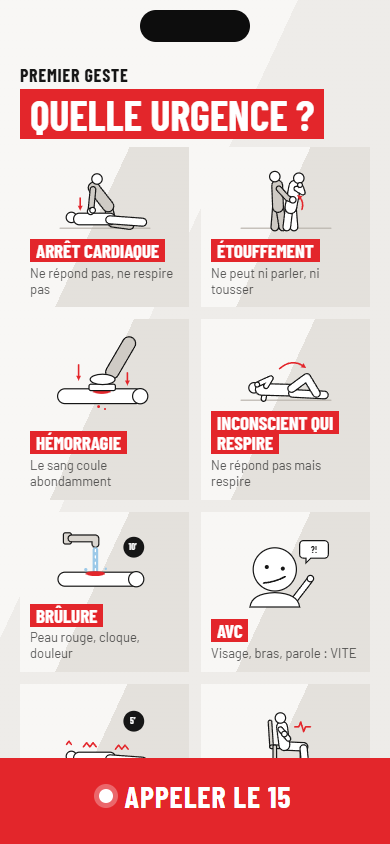 PREMIER GESTE
QUELLE URGENCE ?
ARRÊT CARDIAQUE
Ne répond pas, ne respire
pas
ÉTOUFFEMENT
Ne peut ni parler, ni
tousser
HÉMORRAGIE
Le sang coule
abondamment
INCONSCIENT QUI
RESPIRE
Ne répond pas mais
respire
10'
BRÛLURE
Peau rouge, cloque,
douleur
?!
AVC
Visage, bras, parole : VITE
5'
APPELER LE 15